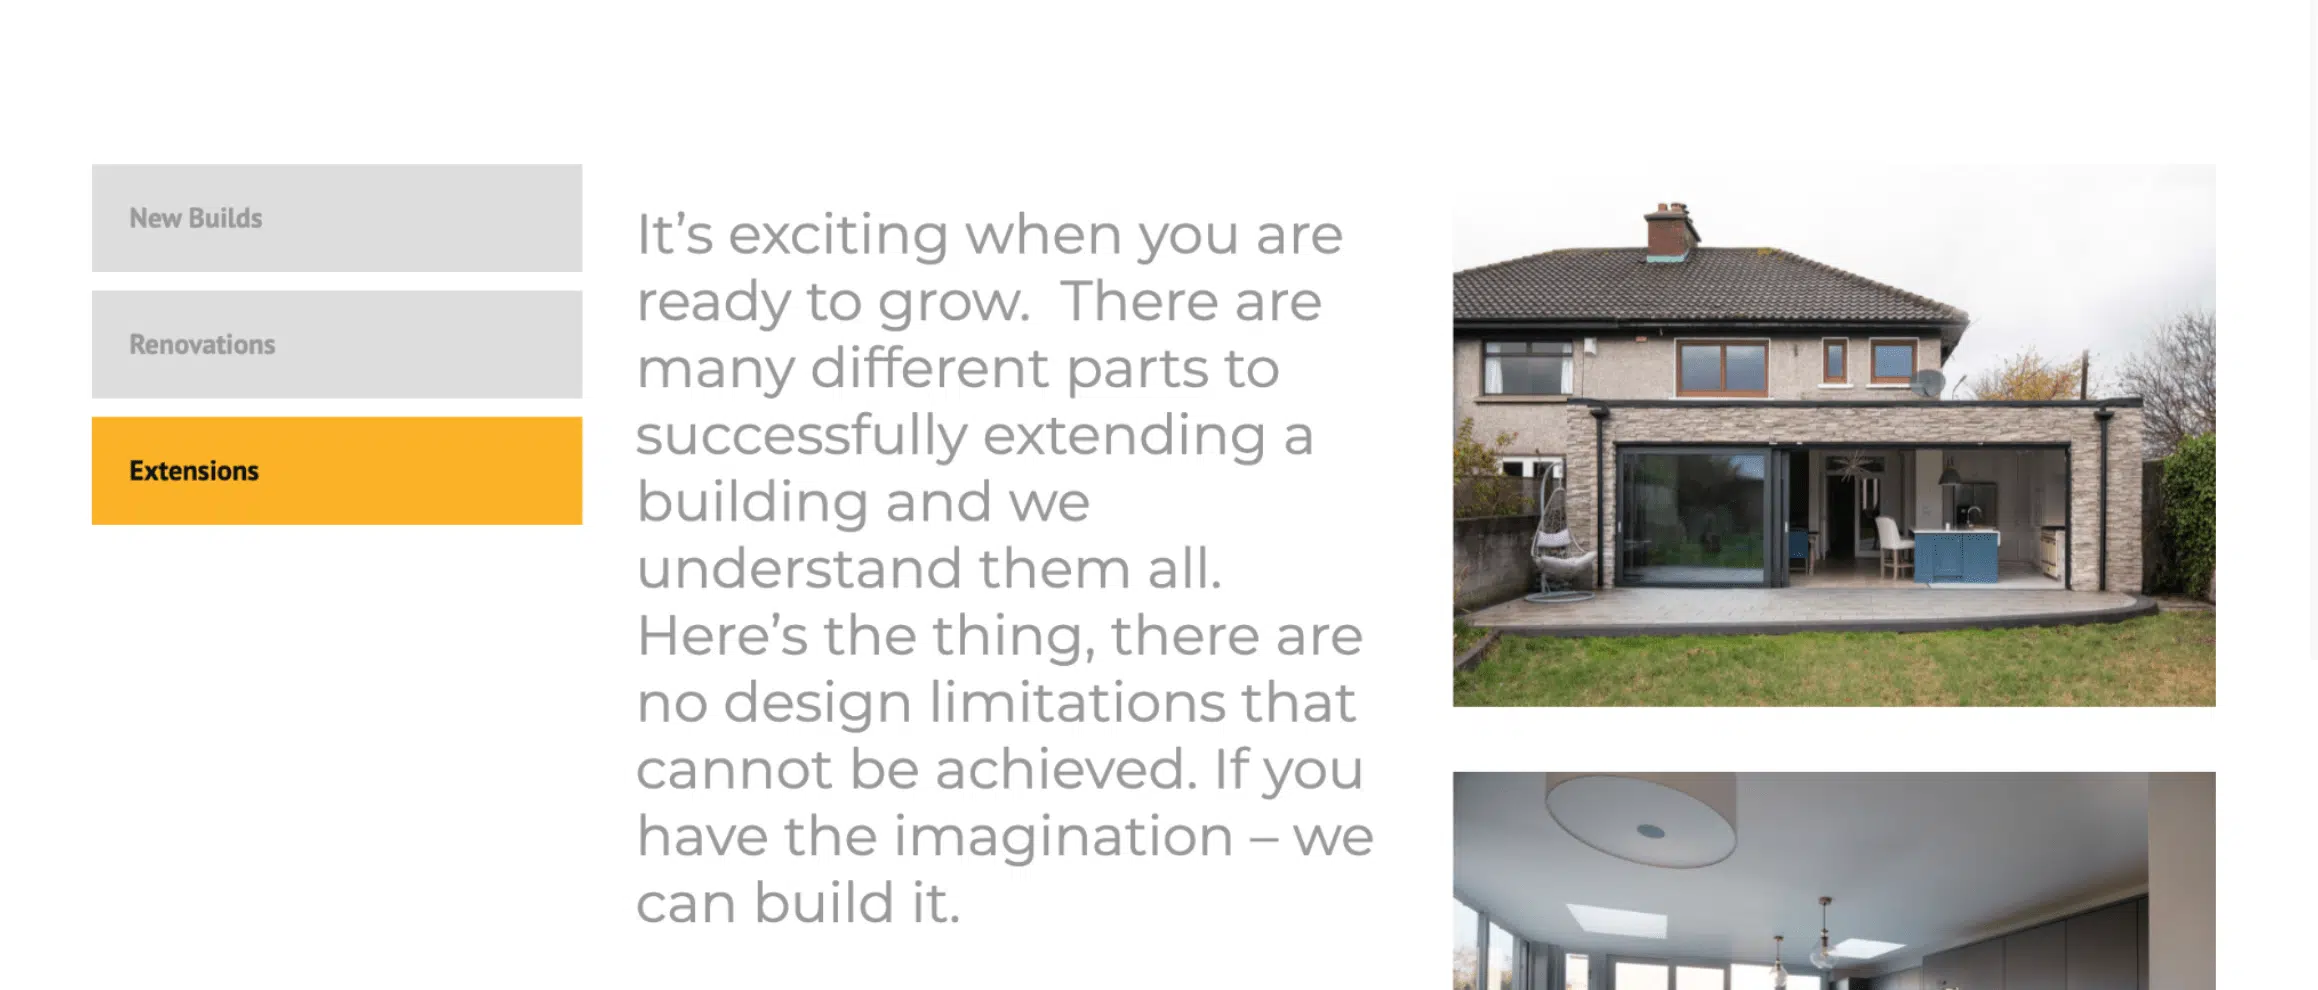 New Builds
Renovations
Extensions
It’s exciting when you are
ready to grow.  There are
many different parts to
successfully extending a
building and we
understand them all.
Here’s the thing, there are
no design limitations that
cannot be achieved. If you
have the imagination – we
can build it.